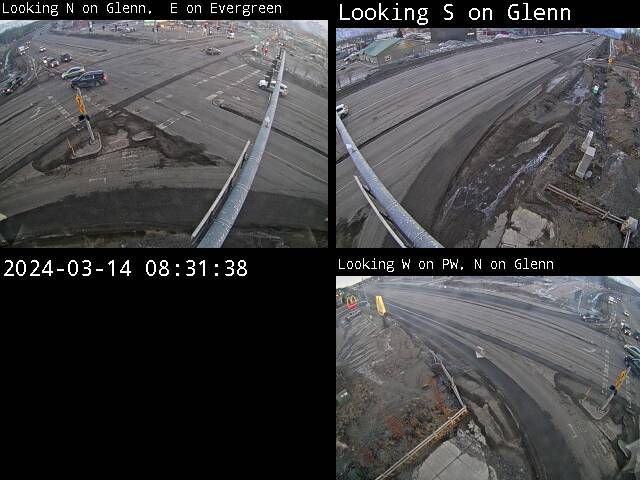 Looking N on Glenn, E on Evergreen
Looking S on Glenn
2024-03-14 08:31:38
Looking W on PW, N on Glenn